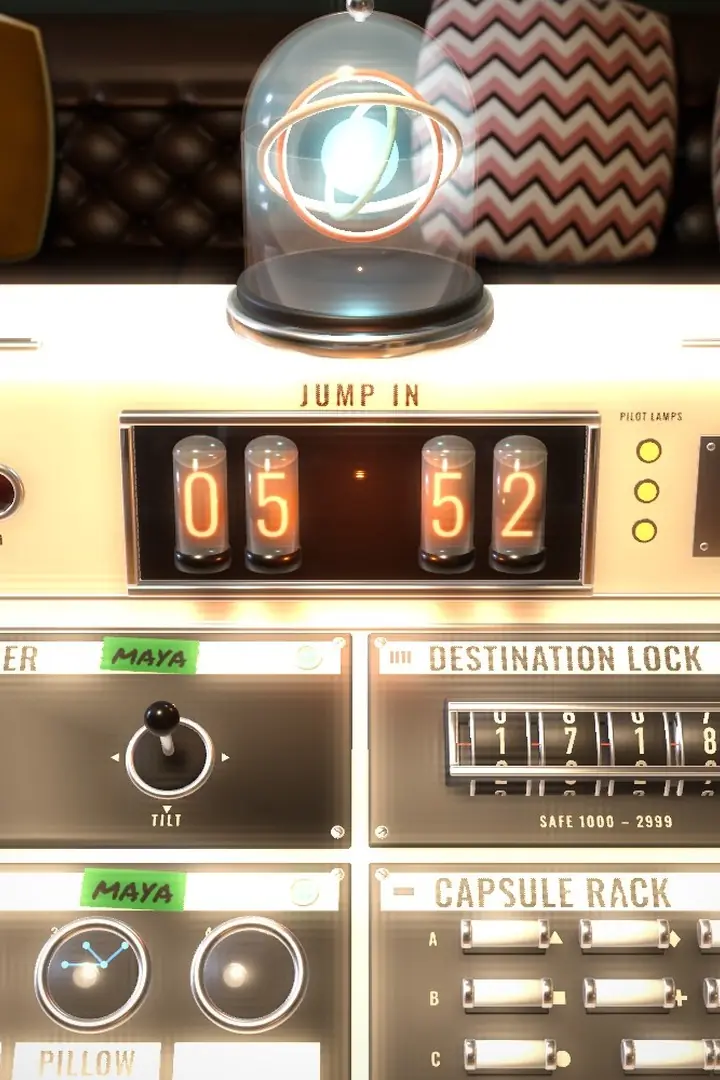 JUMP IN
PILOT LAMPS
05 52
ER
MAYA
DESTINATION LOCK
1 7 1 8
TILT
SAFE 1000 – 2999
MAYA
CAPSULE RACK
A
B
C
PILLOW